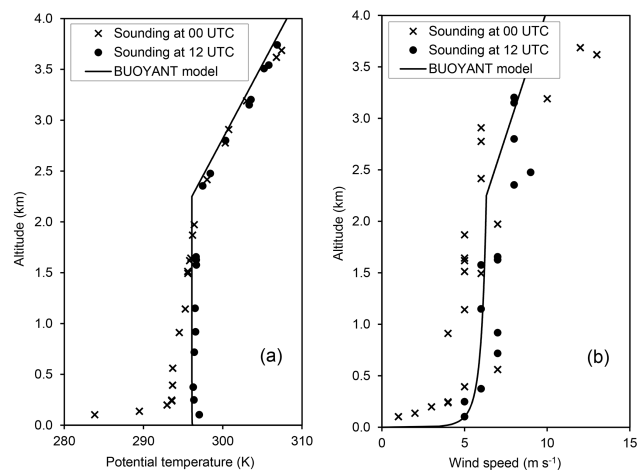 Sounding at 00 UTC
Sounding at 12 UTC
BUOYANT model
4.0
3.5
3.0
2.5
2.0
1.5
1.0
0.5
0.0
Altitude (km)
280
290
300
310
Potential temperature (K)
(a)
Sounding at 00 UTC
Sounding at 12 UTC
BUOYANT model
4.0
3.5
3.0
2.5
2.0
1.5
1.0
0.5
0.0
Altitude (km)
0
5
10
15
Wind speed (m s-1)
(b)